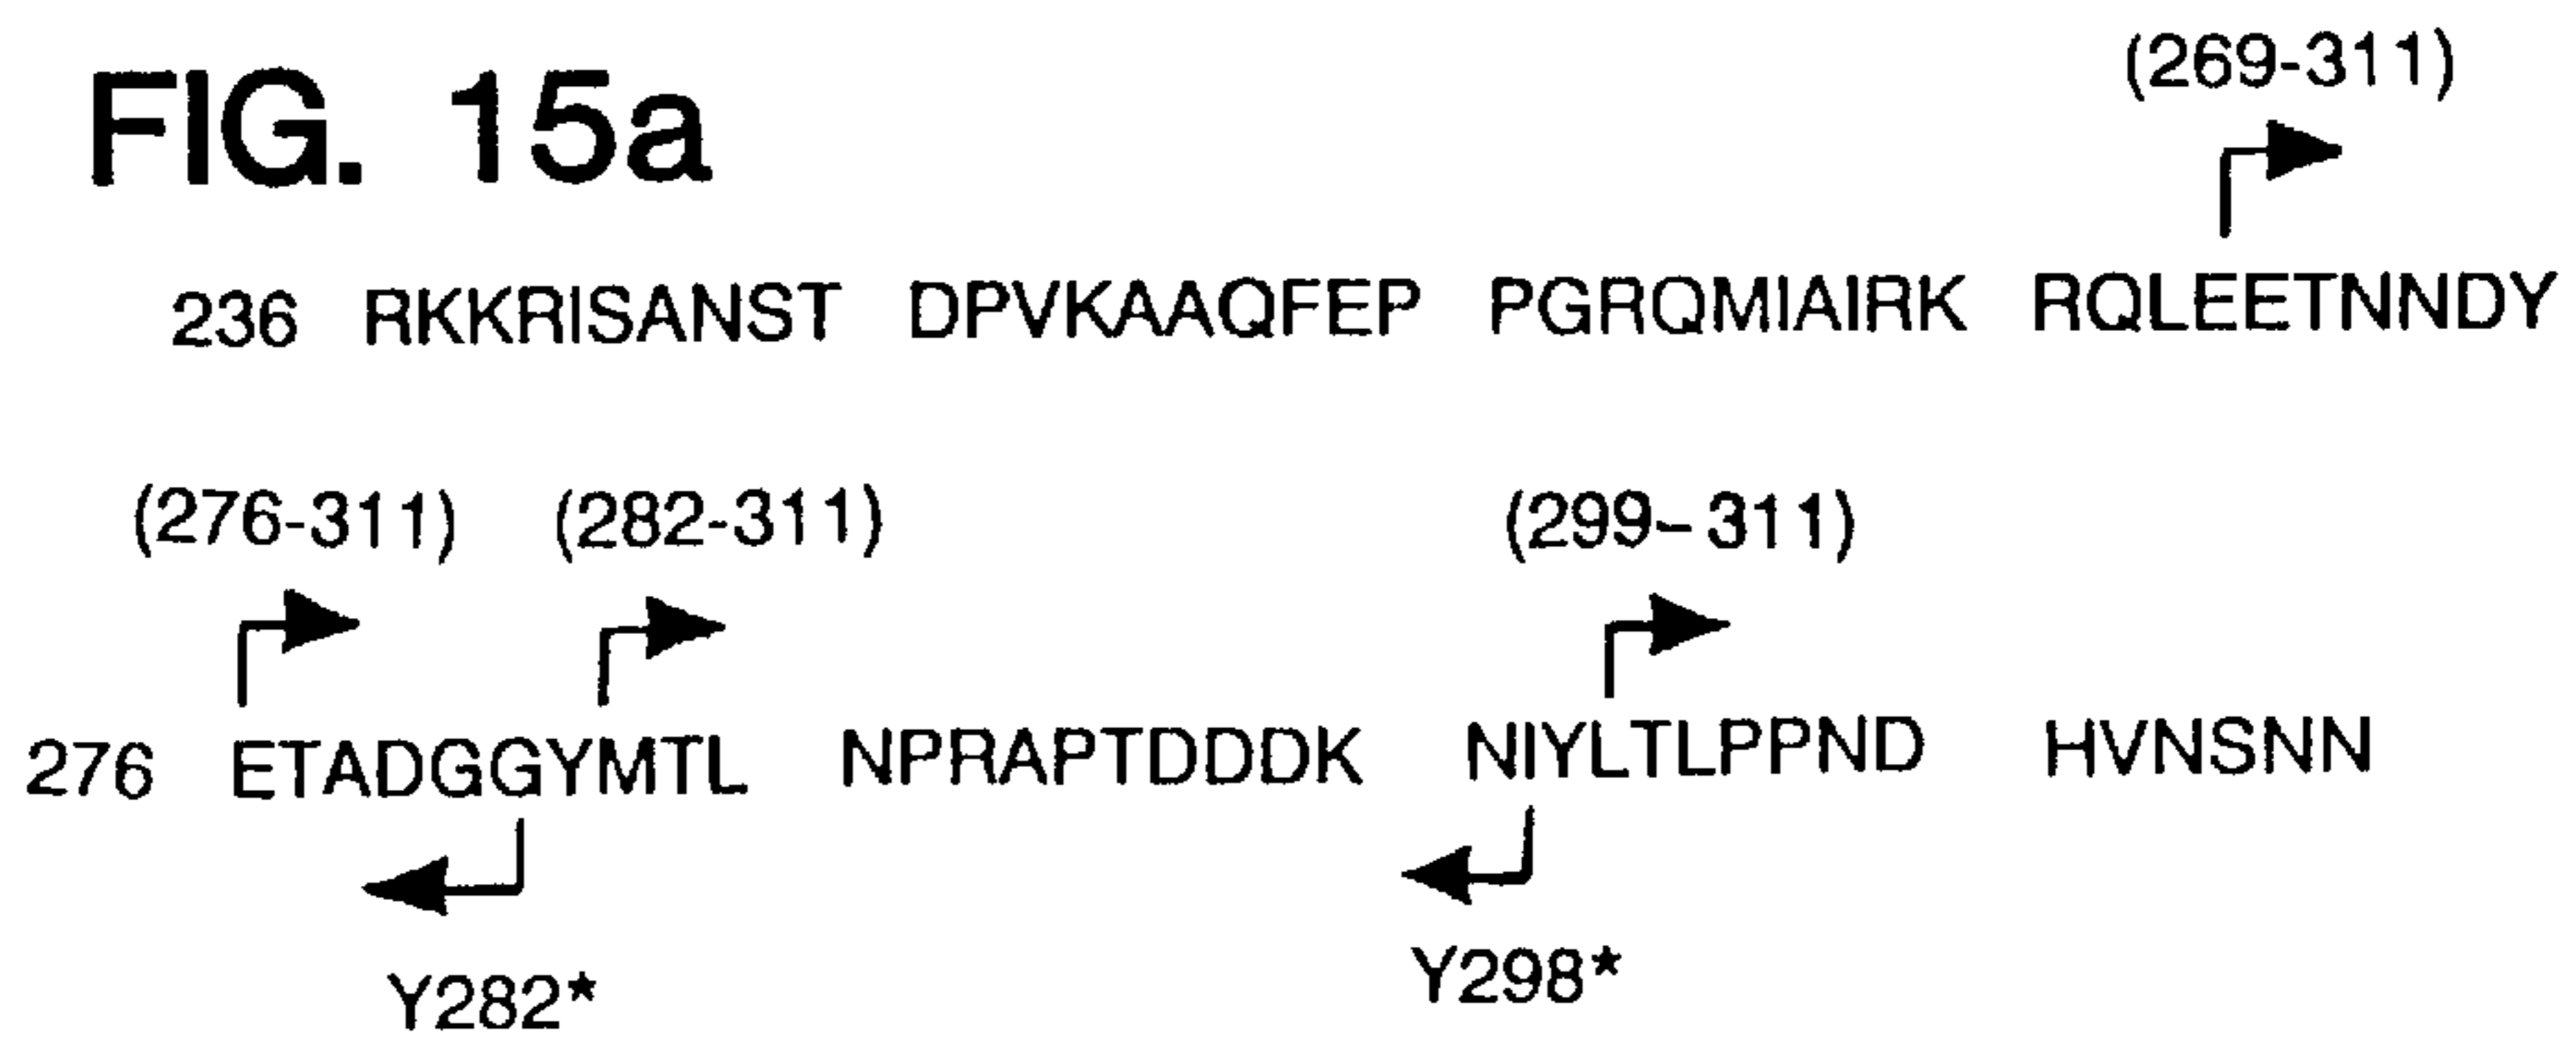 FIG. 15a
(269-311)
236 RKKRISANST DPVKAAQFEP PGRQMIAIRK RQLEETNNDY
(276-311) (282-311) (299-311)
276 ETADGGYMTL NPRAPTDDDK NIYLTLPPND HVNSNN
Y282* Y298*